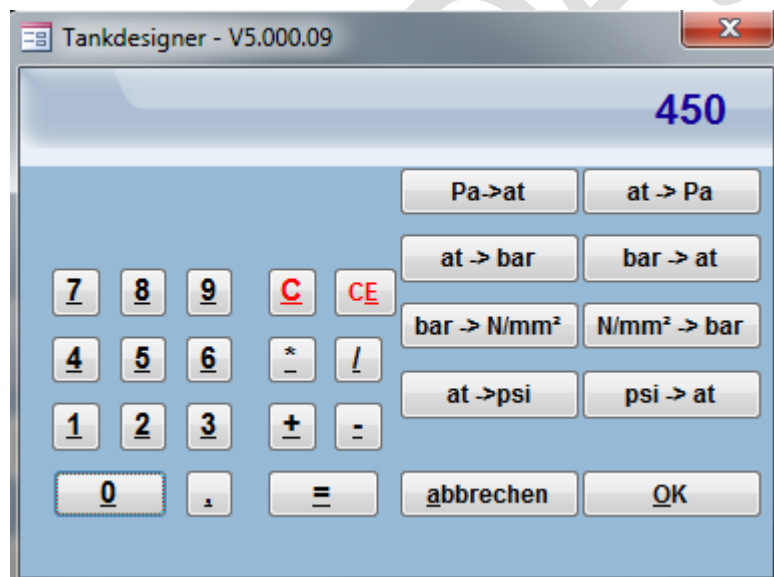 Tankdesigner - V5.000.09
450
Pa->at
at -> Pa
at -> bar
bar -> at
7 8 9 C CE
bar -> N/mm²
N/mm² -> bar
4 5 6 * /
at ->psi
psi -> at
1 2 3 + -
0 , =
abbrechen
OK